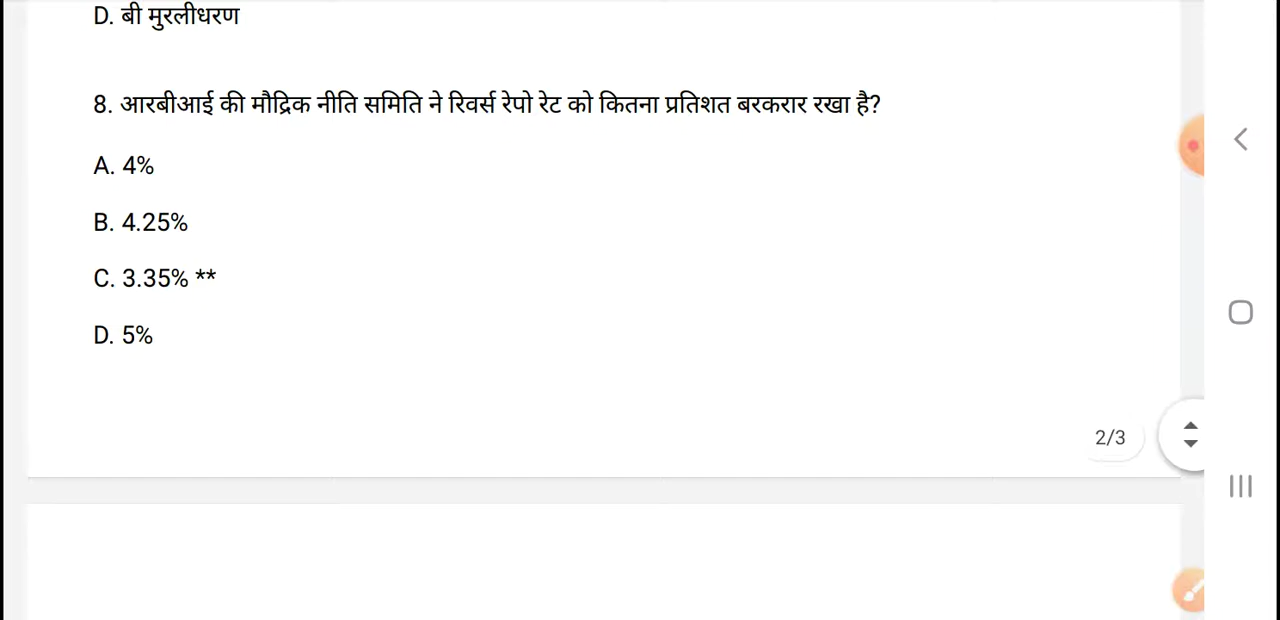 D. बी मुरलीधरण
8. आरबीआई की मौद्रिक नीति समिति ने रिवर्स रेपो रेट को कितना प्रतिशत बरकरार रखा है?
A. 4%
B. 4.25%
C. 3.35% **
D. 5%
2/3